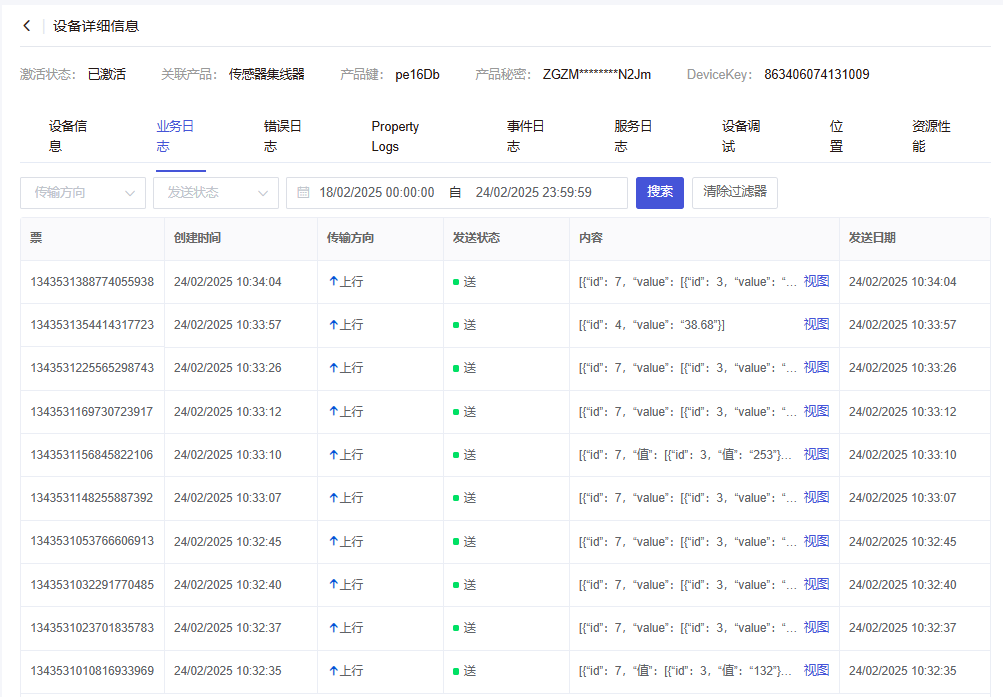 设备详细信息
激活状态： 已激活 关联产品： 传感器集线器 产品键： pe16Db 产品秘密： ZGZM********N2Jm DeviceKey： 863406074131009
设备信息 业务日志 错误日志 Property Logs 事件日志 服务日志 设备调试 位置 资源性能
传输方向 发送状态 18/02/2025 00:00:00 自 24/02/2025 23:59:59 搜索 清除过滤器
票 创建时间 传输方向 发送状态 内容 发送日期
1343531388774055938 24/02/2025 10:34:04 上行 送 [{“id”: 7, “value”: [{“id”: 3, “value”: “... 视图 24/02/2025 10:34:04
1343531354414317723 24/02/2025 10:33:57 上行 送 [{“id”: 4, “value”: “38.68”}] 视图 24/02/2025 10:33:57
1343531225565298743 24/02/2025 10:33:26 上行 送 [{“id”: 7, “value”: [{“id”: 3, “value”: “... 视图 24/02/2025 10:33:26
1343531169730723917 24/02/2025 10:33:12 上行 送 [{“id”: 7, “value”: [{“id”: 3, “value”: “... 视图 24/02/2025 10:33:12
1343531156845822106 24/02/2025 10:33:10 上行 送 [{“id”: 7, “值”: [{“id”: 3, “值”: “253”}... 视图 24/02/2025 10:33:10
1343531148255887392 24/02/2025 10:33:07 上行 送 [{“id”: 7, “value”: [{“id”: 3, “value”: “... 视图 24/02/2025 10:33:07
1343531053766606913 24/02/2025 10:32:45 上行 送 [{“id”: 7, “value”: [{“id”: 3, “value”: “... 视图 24/02/2025 10:32:45
1343531032291770485 24/02/2025 10:32:40 上行 送 [{“id”: 7, “value”: [{“id”: 3, “value”: “... 视图 24/02/2025 10:32:40
1343531023701835783 24/02/2025 10:32:37 上行 送 [{“id”: 7, “value”: [{“id”: 3, “value”: “... 视图 24/02/2025 10:32:37
1343531010816933969 24/02/2025 10:32:35 上行 送 [{“id”: 7, “值”: [{“id”: 3, “值”: “132”}... 视图 24/02/2025 10:32:35